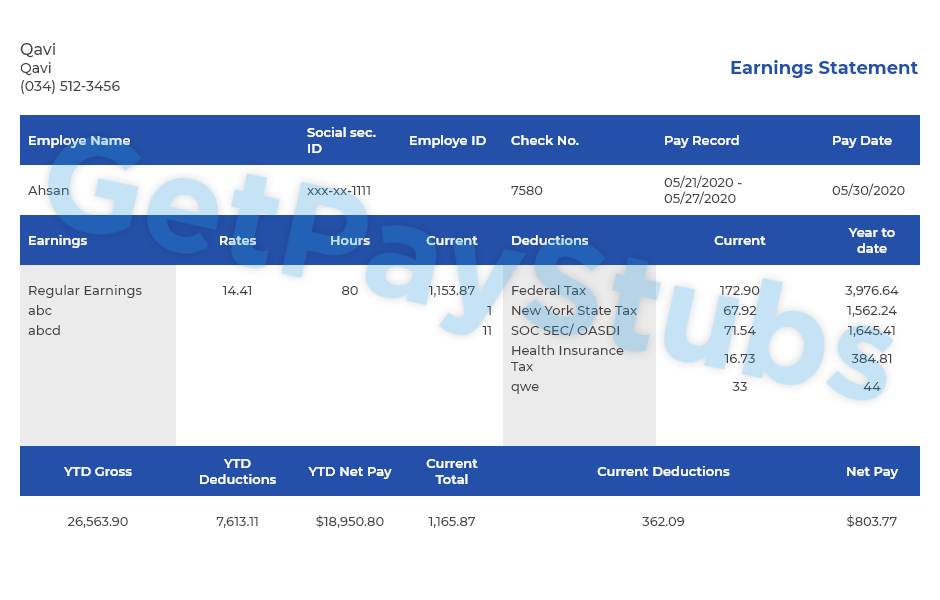 Qavi
Qavi
(034) 512-3456
Earnings Statement
Employe Name Social sec. ID Employe ID Check No. Pay Record Pay Date
Ahsan xxx-xx-1111 7580 05/21/2020 - 05/27/2020 05/30/2020
Earnings Rates Hours Current Deductions Current Year to date
Regular Earnings 14.41 80 1,153.87 Federal Tax 172.90 3,976.64
abc 1 New York State Tax 67.92 1,562.24
abcd 11 SOC SEC/ OASDI 71.54 1,645.41
Health Insurance Tax 16.73 384.81
qwe 33 44
YTD Gross YTD Deductions YTD Net Pay Current Total Current Deductions Net Pay
26,563.90 7,613.11 $18,950.80 1,165.87 362.09 $803.77
GetPayStubs